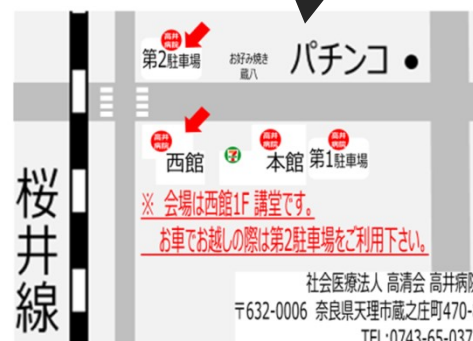 高井病院
第2駐車場
お好み焼き
蔵八
パチンコ
高井病院
西館
7
高井病院
本館
高井病院
第1駐車場
桜井線
※ 会場は西館1F 講堂です。
お車でお越しの際は第2駐車場をご利用下さい。
社会医療法人 高清会 高井病院
〒632-0006 奈良県天理市蔵之庄町470-
TEL:0743-65-037